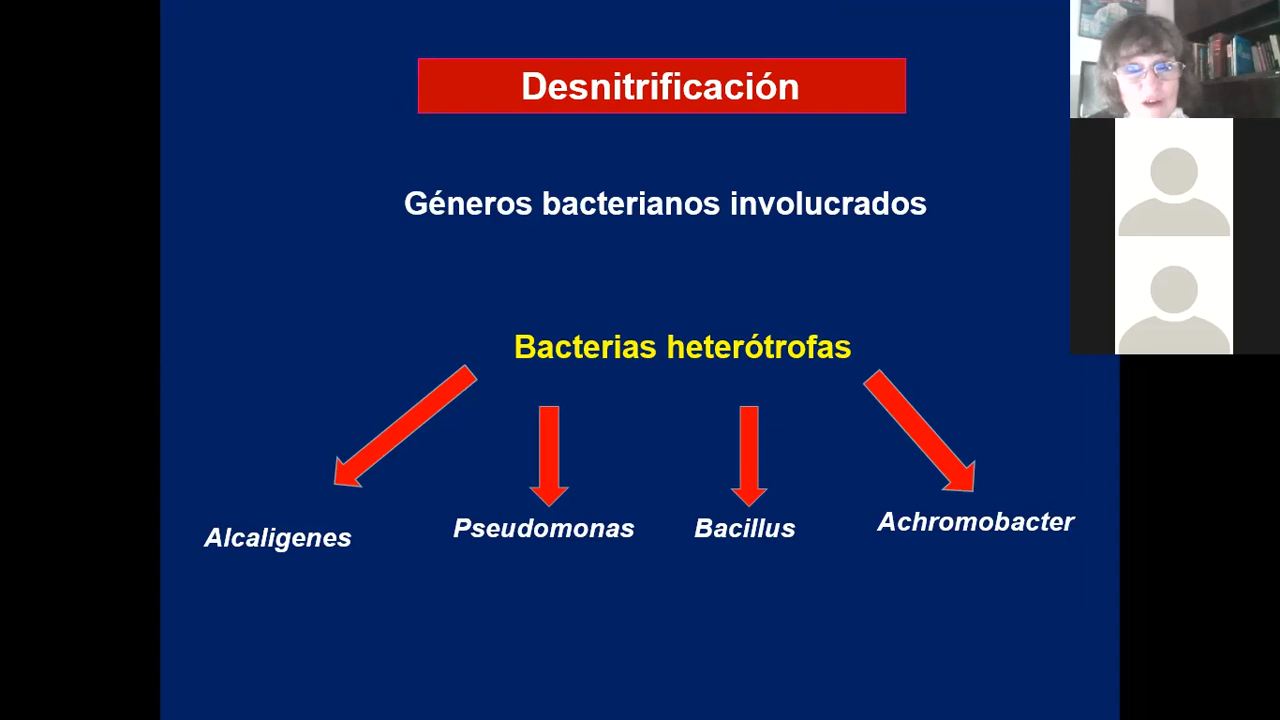 Desnitrificación
Géneros bacterianos involucrados
Bacterias heterótrofas
Alcaligenes
Pseudomonas
Bacillus
Achromobacter